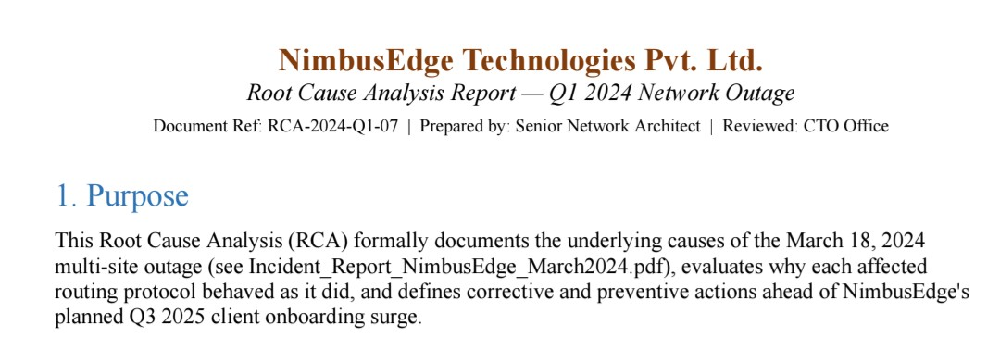 NimbusEdge Technologies Pvt. Ltd.
Root Cause Analysis Report — Q1 2024 Network Outage
Document Ref: RCA-2024-Q1-07 | Prepared by: Senior Network Architect | Reviewed: CTO Office
1. Purpose
This Root Cause Analysis (RCA) formally documents the underlying causes of the March 18, 2024
multi-site outage (see Incident_Report_NimbusEdge_March2024.pdf), evaluates why each affected
routing protocol behaved as it did, and defines corrective and preventive actions ahead of NimbusEdge's
planned Q3 2025 client onboarding surge.